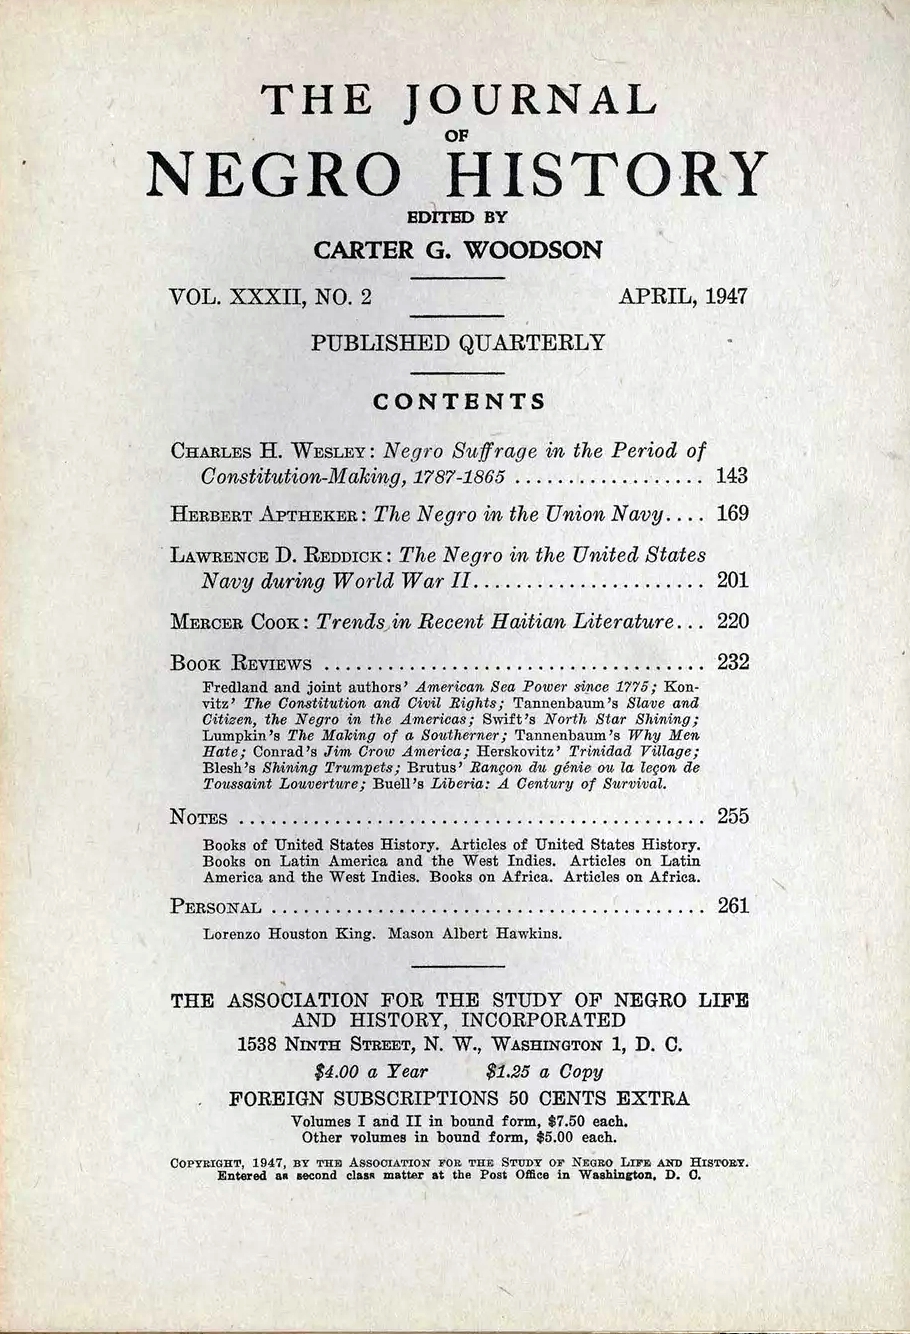 THE JOURNAL
OF
NEGRO HISTORY
EDITED BY
CARTER G. WOODSON
VOL. XXXII, NO. 2 APRIL, 1947
PUBLISHED QUARTERLY
CONTENTS
CHARLES H. WESLEY: Negro Suffrage in the Period of
Constitution-Making, 1787-1865 .................. 143
HERBERT APTHEKER: The Negro in the Union Navy.... 169
LAWRENCE D. REDDICK: The Negro in the United States
Navy during World War II...................... 201
MERCER COOK: Trends in Recent Haitian Literature... 220
BOOK REVIEWS .................................... 232
Fredland and joint authors' American Sea Power since 1775; Kon-
vitz' The Constitution and Civil Rights; Tannenbaum's Slave and
Citizen, the Negro in the Americas; Swift's North Star Shining;
Lumpkin's The Making of a Southerner; Tannenbaum's Why Men
Hate; Conrad's Jim Crow America; Herskovitz' Trinidad Village;
Blesh's Shining Trumpets; Brutus' Rançon du génie ou la leçon de
Toussaint Louverture; Buell's Liberia: A Century of Survival.
NOTES ............................................ 255
Books of United States History. Articles of United States History.
Books on Latin America and the West Indies. Articles on Latin
America and the West Indies. Books on Africa. Articles on Africa.
PERSONAL ......................................... 261
Lorenzo Houston King. Mason Albert Hawkins.
THE ASSOCIATION FOR THE STUDY OF NEGRO LIFE
AND HISTORY, INCORPORATED
1538 NINTH STREET, N. W., WASHINGTON 1, D. C.
$4.00 a Year $1.25 a Copy
FOREIGN SUBSCRIPTIONS 50 CENTS EXTRA
Volumes I and II in bound form, $7.50 each.
Other volumes in bound form, $5.00 each.
COPYRIGHT, 1947, BY THE ASSOCIATION FOR THE STUDY OF NEGRO LIFE AND HISTORY.
Entered as second class matter at the Post Office in Washington, D. C.